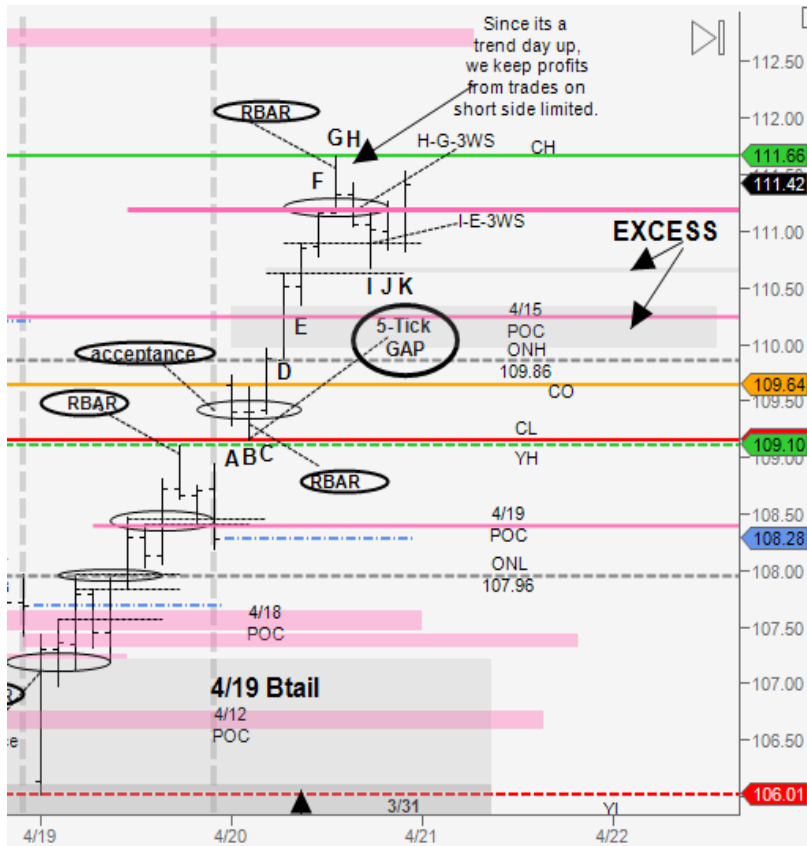 Since its a
trend day up,
we keep profits
from trades on
short side limited.
112.50
RBAR
112.00
G H
H-G-3WS
CH
111.66
F
111.42
111.00
I-E-3WS
EXCESS
I J K
110.50
E
4/15
POC
5-Tick
GAP
ONH
110.00
acceptance
D
109.86
109.64
CO
109.50
RBAR
CL
109.10
YH
109.00
A B C
RBAR
108.50
4/19
POC
108.28
ONL
108.00
107.96
4/18
POC
107.50
107.00
4/19 Btail
4/12
POC
106.50
106.01
3/31
4/19
4/20
4/21
4/22